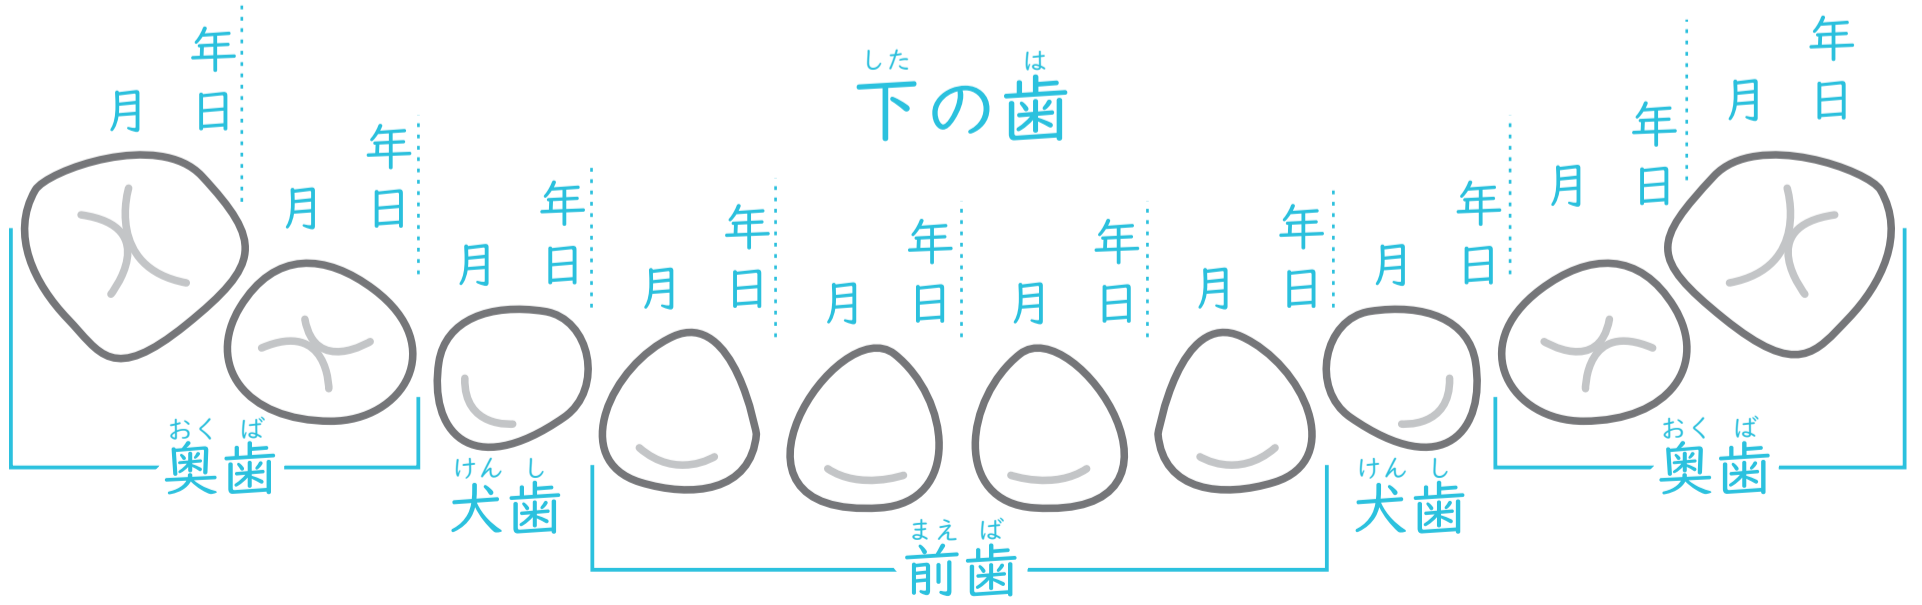 した は
下の歯
年
月 日
年
月 日
年
月 日
年
月 日
年
月 日
年
月 日
年
月 日
年
月 日
年
月 日
年
月 日
おく ば
奥歯
けん し
犬歯
まえ ば
前歯
けん し
犬歯
おく ば
奥歯